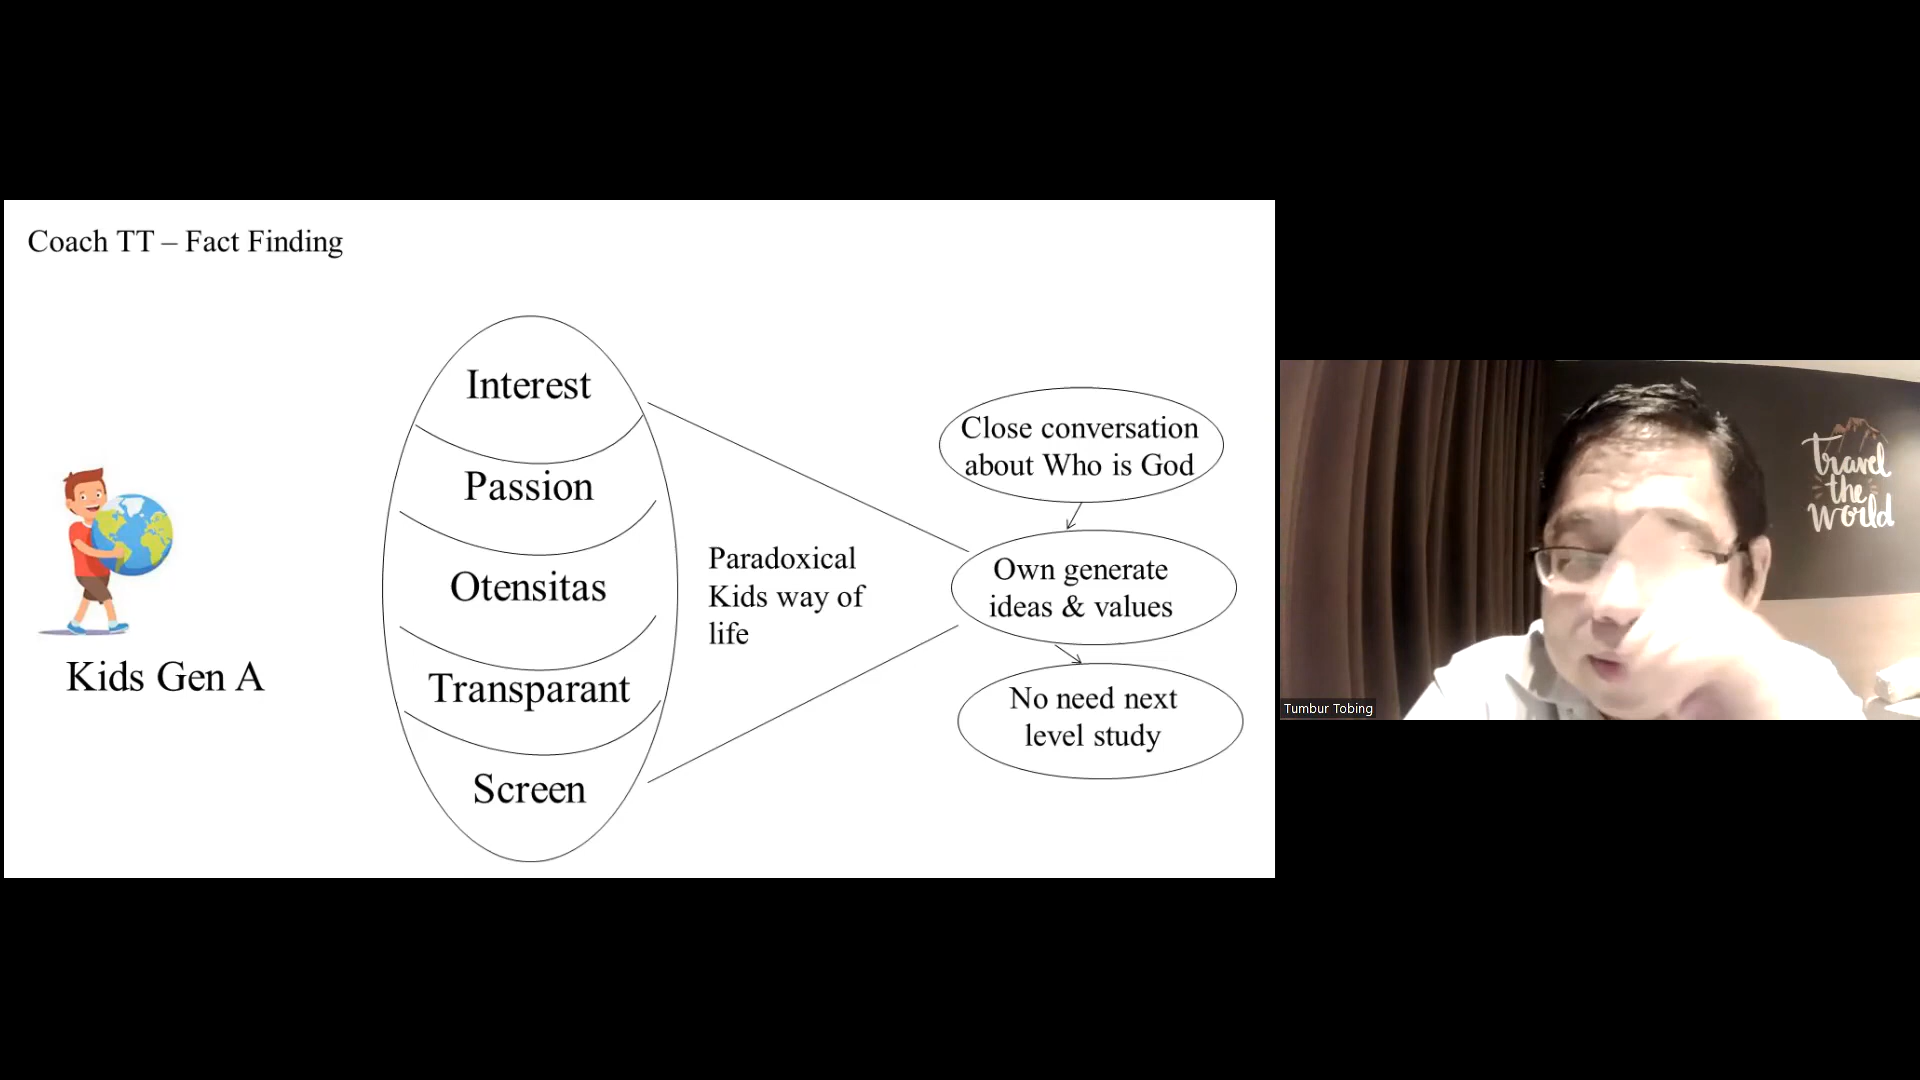 Coach TT – Fact Finding
Interest
Passion
Otensitas
Transparant
Screen
Kids Gen A
Paradoxical
Kids way of
life
Close conversation
about Who is God
Own generate
ideas & values
No need next
level study
travel
the
world
Tumbur Tobing